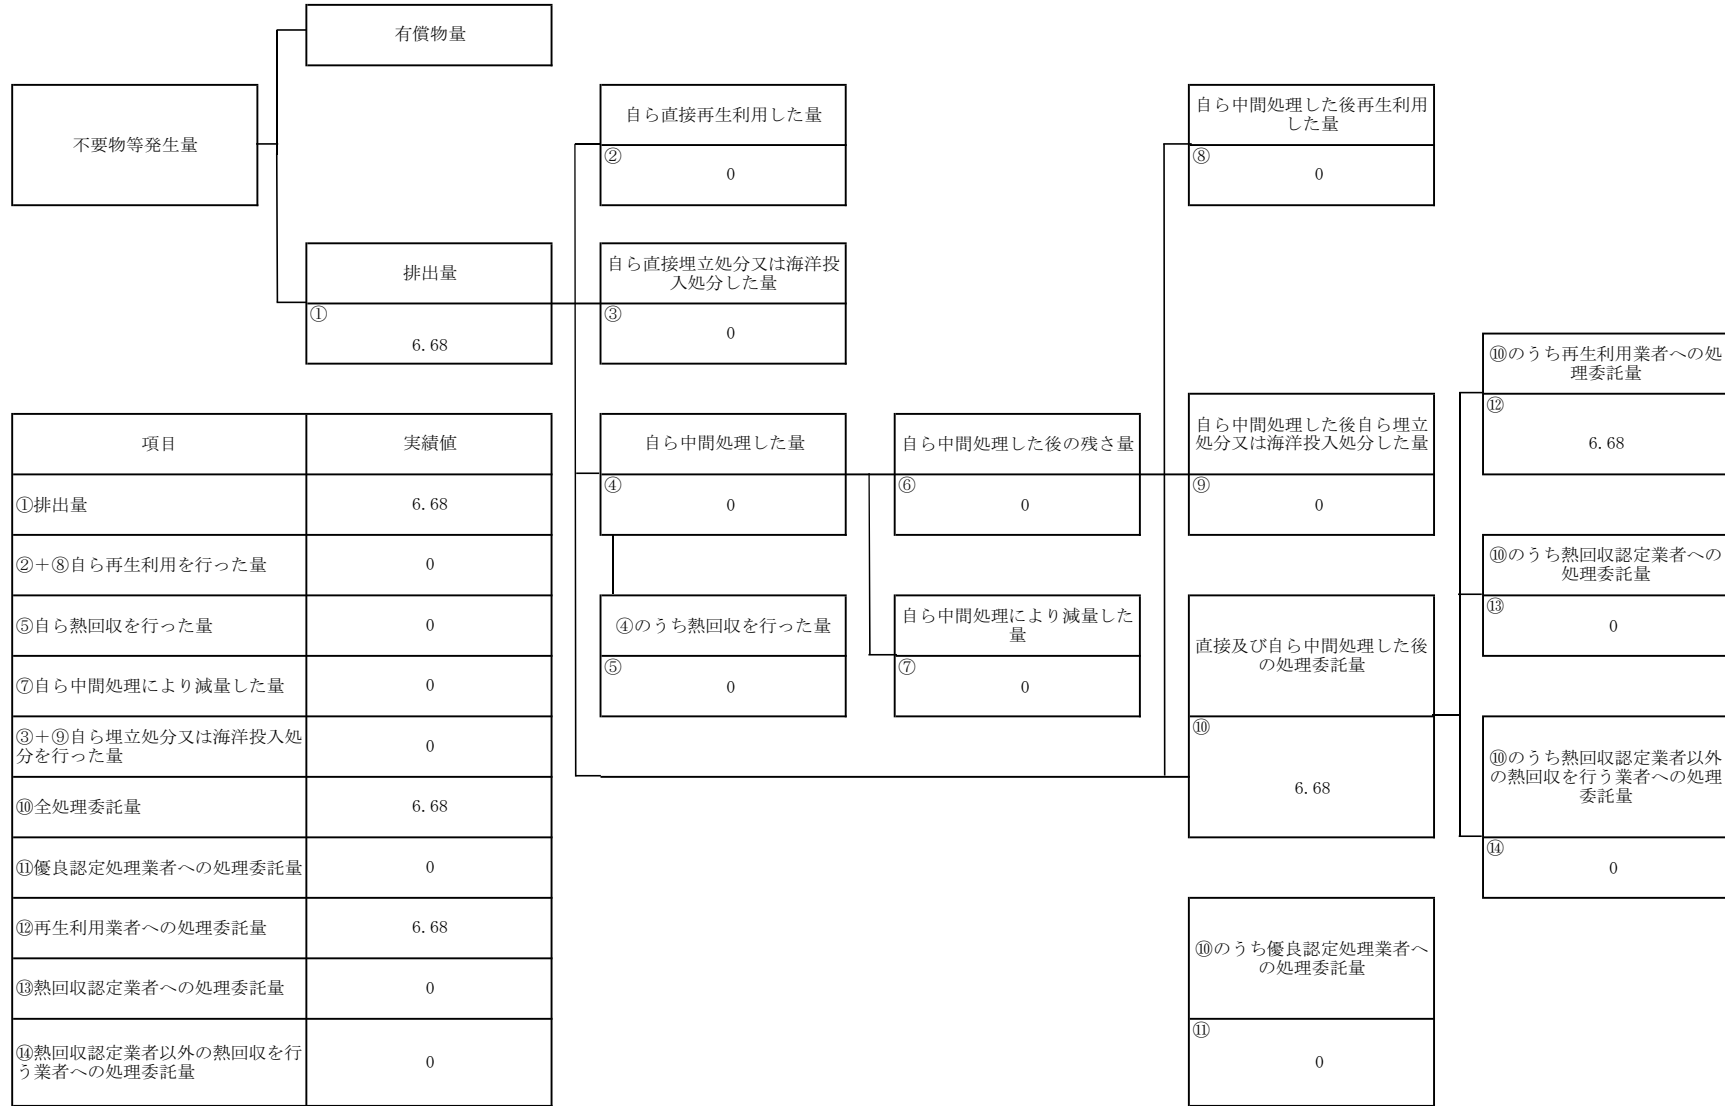 有償物量
不要物等発生量
自ら直接再生利用した量
②
0
自ら中間処理した後再生利用
した量
⑧
0
排出量
①
6.68
自ら直接埋立処分又は海洋投
入処分した量
③
0
⑩のうち再生利用業者への処
理委託量
⑫
6.68
項目
実績値
①排出量
6.68
②+⑧自ら再生利用を行った量
0
⑤自ら熱回収を行った量
0
⑦自ら中間処理により減量した量
0
③+⑨自ら埋立処分又は海洋投入処
分を行った量
0
⑩全処理委託量
6.68
⑪優良認定処理業者への処理委託量
0
⑫再生利用業者への処理委託量
6.68
⑬熱回収認定業者への処理委託量
0
⑭熱回収認定業者以外の熱回収を行
う業者への処理委託量
0
自ら中間処理した量
④
0
自ら中間処理した後の残さ量
⑥
0
自ら中間処理した後自ら埋立
処分又は海洋投入処分した量
⑨
0
⑩のうち熱回収認定業者への
処理委託量
⑬
0
④のうち熱回収を行った量
⑤
0
自ら中間処理により減量した
量
⑦
0
直接及び自ら中間処理した後
の処理委託量
⑩
6.68
⑩のうち熱回収認定業者以外
の熱回収を行う業者への処理
委託量
⑭
0
⑩のうち優良認定処理業者へ
の処理委託量
⑪
0